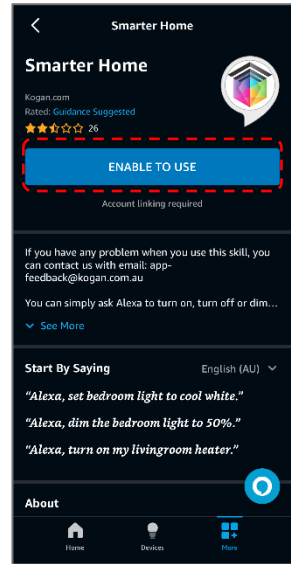 Smarter Home
Smarter Home
Kogan.com
Rated: Guidance Suggested
26
ENABLE TO USE
Account linking required
If you have any problem when you use this skill, you
can contact us with email: app-
feedback@kogan.com.au
You can simply ask Alexa to turn on, turn off or dim...
See More
Start By Saying
English (AU)
“Alexa, set bedroom light to cool white.”
“Alexa, dim the bedroom light to 50%.”
“Alexa, turn on my livingroom heater.”
About
Home
Devices
More